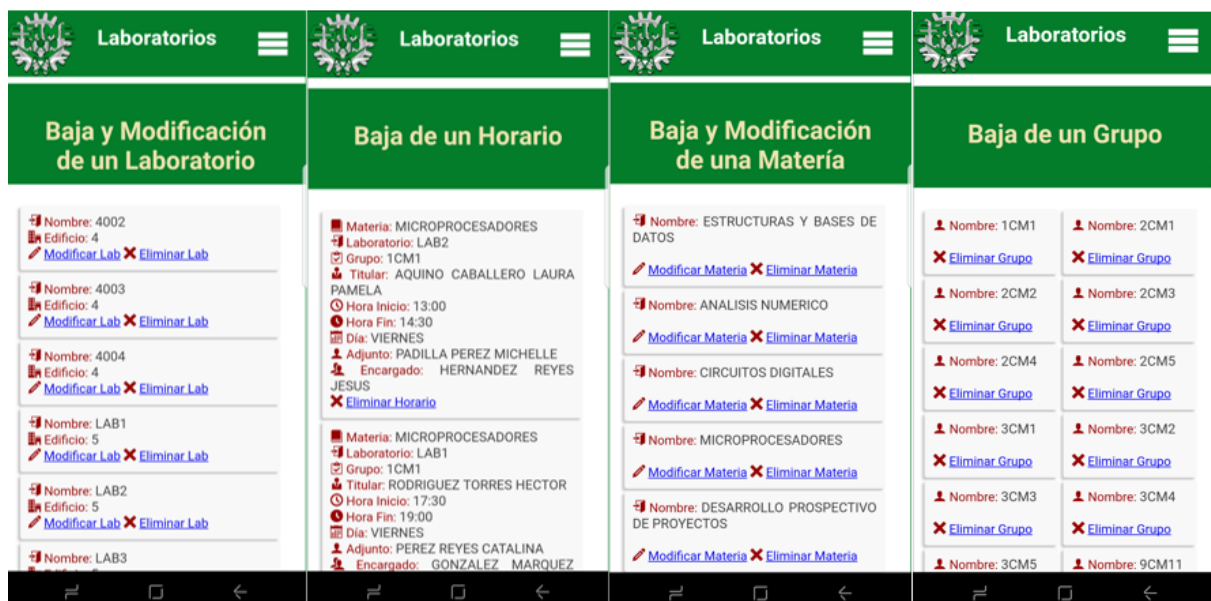 Laboratorios
Baja y Modificación
de un Laboratorio
Nombre: 4002
Edificio: 4
Modificar Lab Eliminar Lab
Nombre: 4003
Edificio: 4
Modificar Lab Eliminar Lab
Nombre: 4004
Edificio: 4
Modificar Lab Eliminar Lab
Nombre: LAB1
Edificio: 5
Modificar Lab Eliminar Lab
Nombre: LAB2
Edificio: 5
Modificar Lab Eliminar Lab
Nombre: LAB3
Laboratorios
Baja de un Horario
Materia: MICROPROCESADORES
Laboratorio: LAB2
Grupo: 1CM1
Titular: AQUINO CABALLERO LAURA
PAMELA
Hora Inicio: 13:00
Hora Fin: 14:30
Día: VIERNES
Adjunto: PADILLA PEREZ MICHELLE
Encargado: HERNANDEZ REYES
JESUS
Eliminar Horario
Materia: MICROPROCESADORES
Laboratorio: LAB1
Grupo: 1CM1
Titular: RODRIGUEZ TORRES HECTOR
Hora Inicio: 17:30
Hora Fin: 19:00
Día: VIERNES
Adjunto: PEREZ REYES CATALINA
Encargado: GONZALEZ MARQUEZ
Laboratorios
Baja y Modificación
de una Matería
Nombre: ESTRUCTURAS Y BASES DE
DATOS
Modificar Materia Eliminar Materia
Nombre: ANALISIS NUMERICO
Modificar Materia Eliminar Materia
Nombre: CIRCUITOS DIGITALES
Modificar Materia Eliminar Materia
Nombre: MICROPROCESADORES
Modificar Materia Eliminar Materia
Nombre: DESARROLLO PROSPECTIVO
DE PROYECTOS
Modificar Materia Eliminar Materia
Laboratorios
Baja de un Grupo
Nombre: 1CM1
Eliminar Grupo
Nombre: 2CM1
Eliminar Grupo
Nombre: 2CM2
Eliminar Grupo
Nombre: 2CM3
Eliminar Grupo
Nombre: 2CM4
Eliminar Grupo
Nombre: 2CM5
Eliminar Grupo
Nombre: 3CM1
Eliminar Grupo
Nombre: 3CM2
Eliminar Grupo
Nombre: 3CM3
Eliminar Grupo
Nombre: 3CM4
Eliminar Grupo
Nombre: 3CM5
Nombre: 9CM11